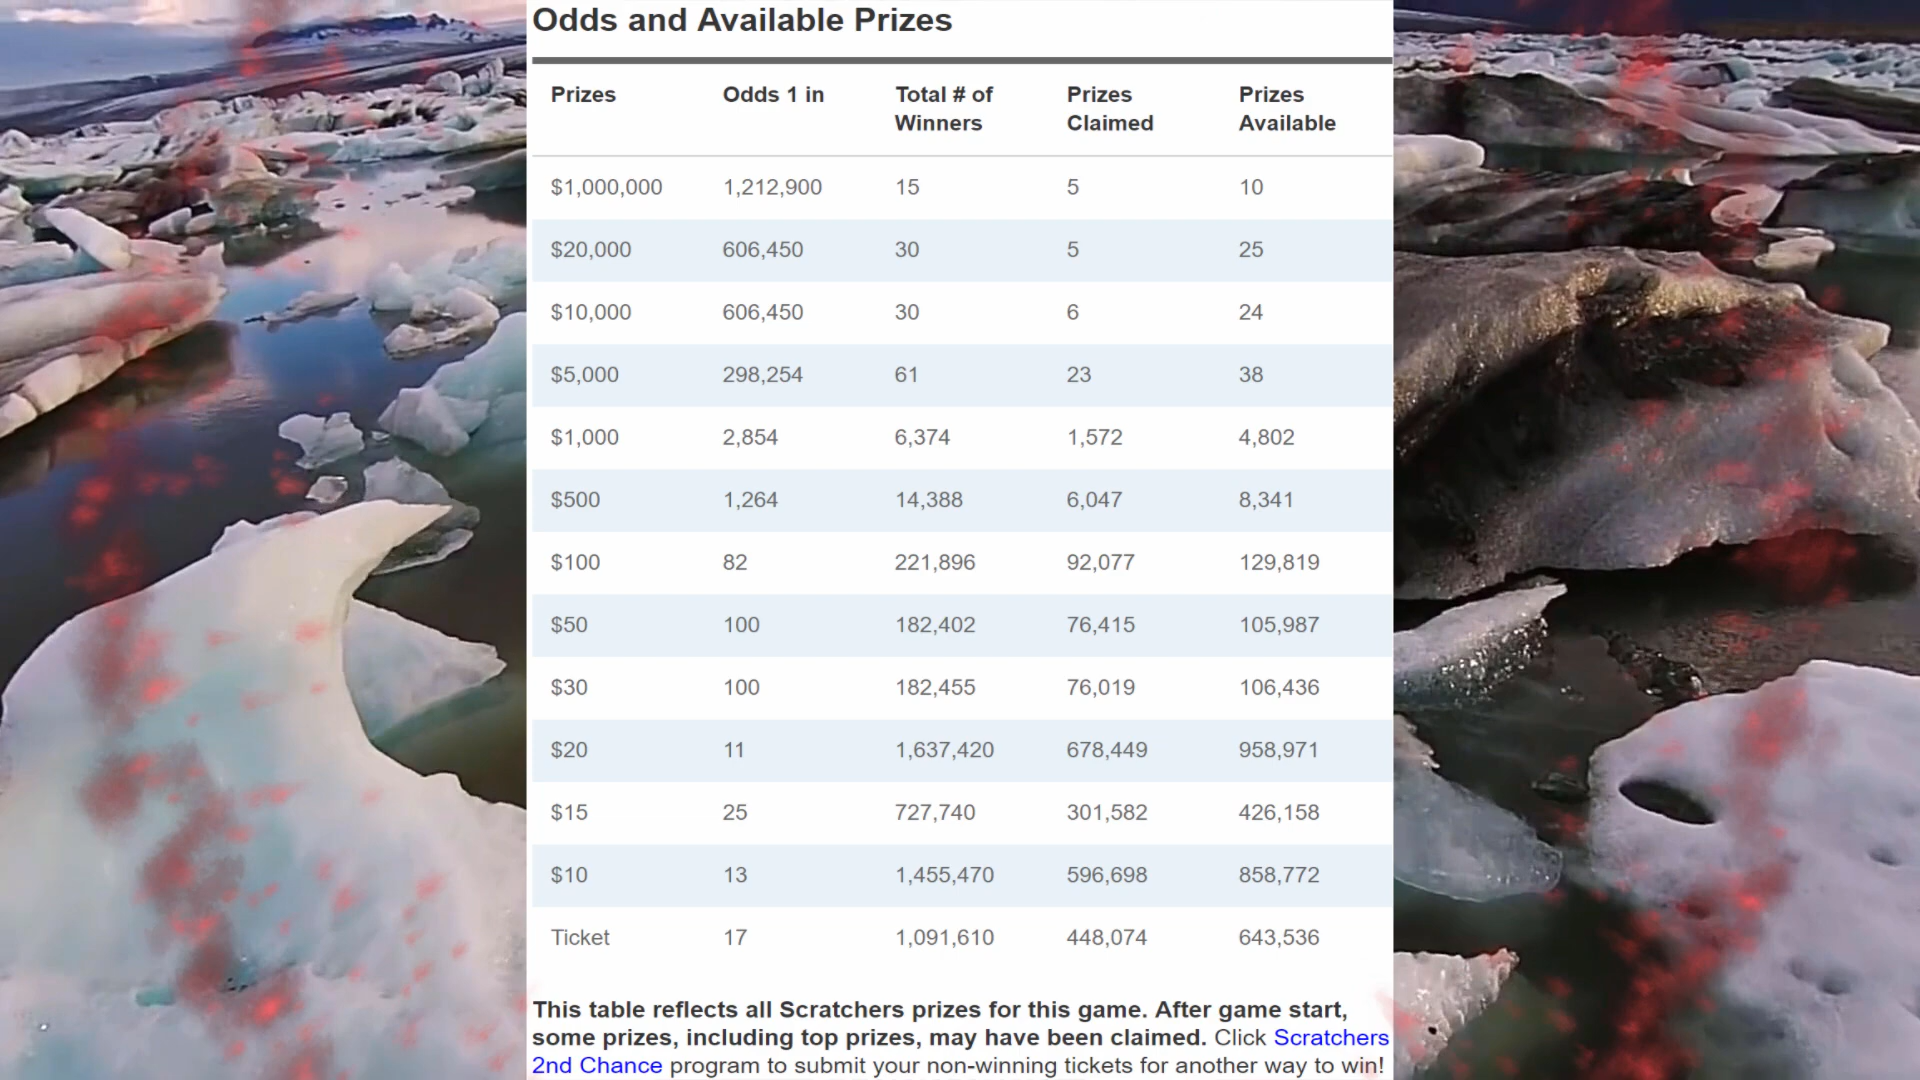 Odds and Available Prizes
Prizes Odds 1 in Total # of Winners Prizes Claimed Prizes Available
$1,000,000 1,212,900 15 5 10
$20,000 606,450 30 5 25
$10,000 606,450 30 6 24
$5,000 298,254 61 23 38
$1,000 2,854 6,374 1,572 4,802
$500 1,264 14,388 6,047 8,341
$100 82 221,896 92,077 129,819
$50 100 182,402 76,415 105,987
$30 100 182,455 76,019 106,436
$20 11 1,637,420 678,449 958,971
$15 25 727,740 301,582 426,158
$10 13 1,455,470 596,698 858,772
Ticket 17 1,091,610 448,074 643,536
This table reflects all Scratchers prizes for this game. After game start,
some prizes, including top prizes, may have been claimed. Click Scratchers
2nd Chance program to submit your non-winning tickets for another way to win!